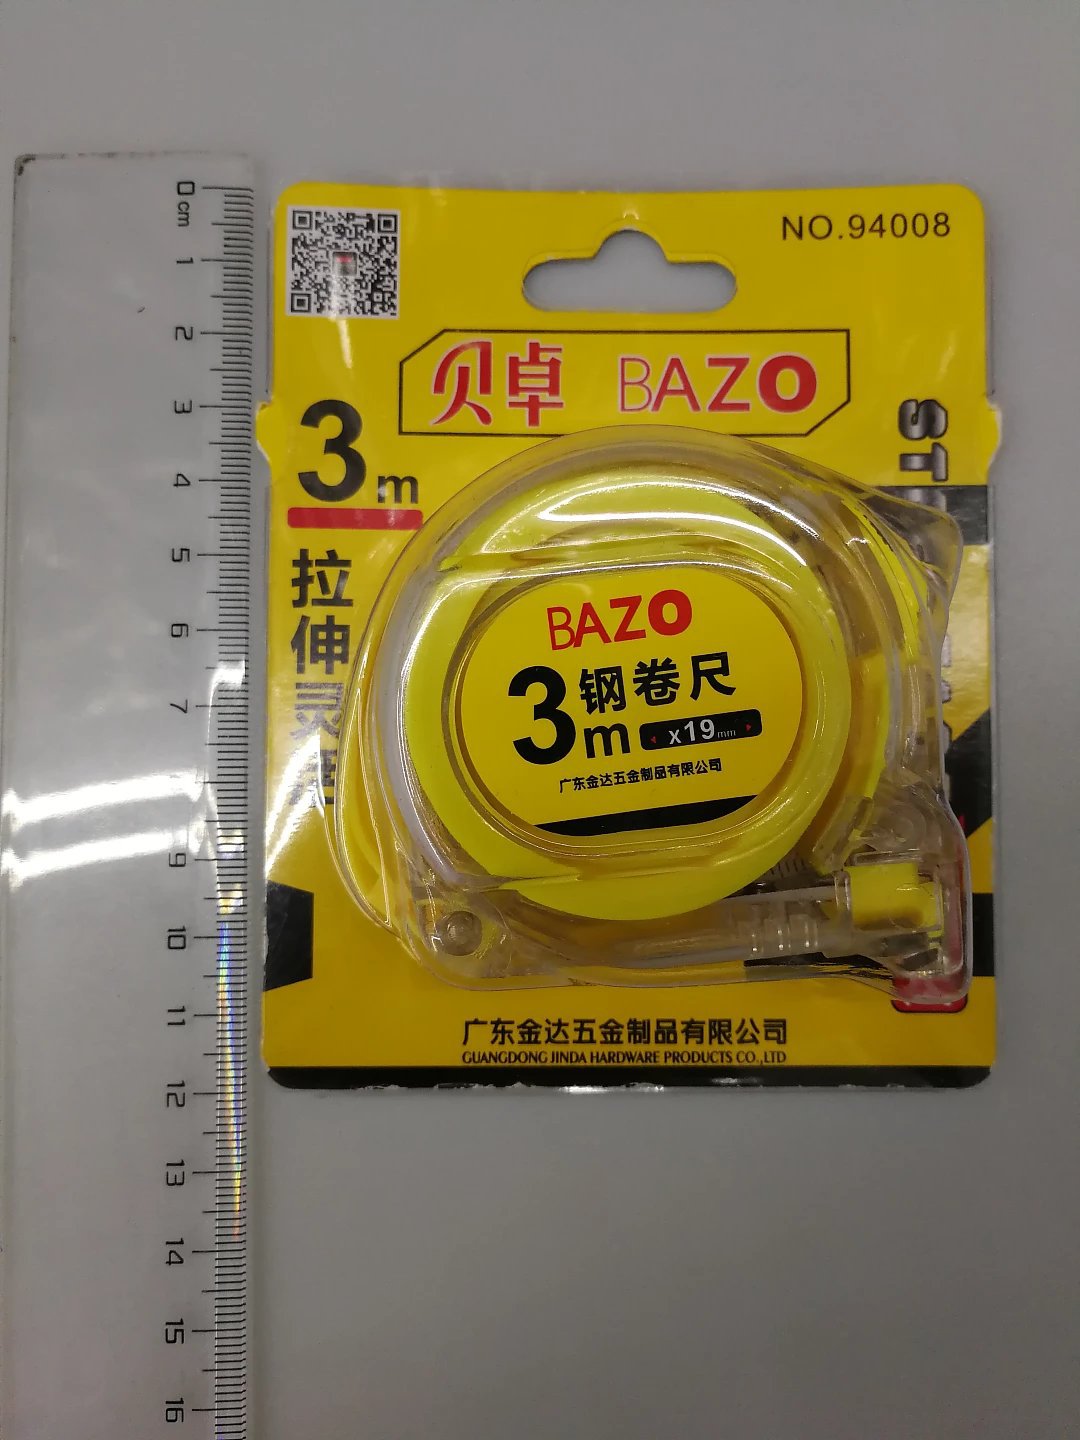 NO.94008
贝卓 BAZO
3m
拉伸灵
ST
BAZO
3m 钢卷尺
x19mm
广东金达五金制品有限公司
广东金达五金制品有限公司
GUANGDONG JINDA HARDWARE PRODUCTS CO.,LTD
0cm
1
2
3
4
5
6
7
9
10
11
12
13
14
15
16